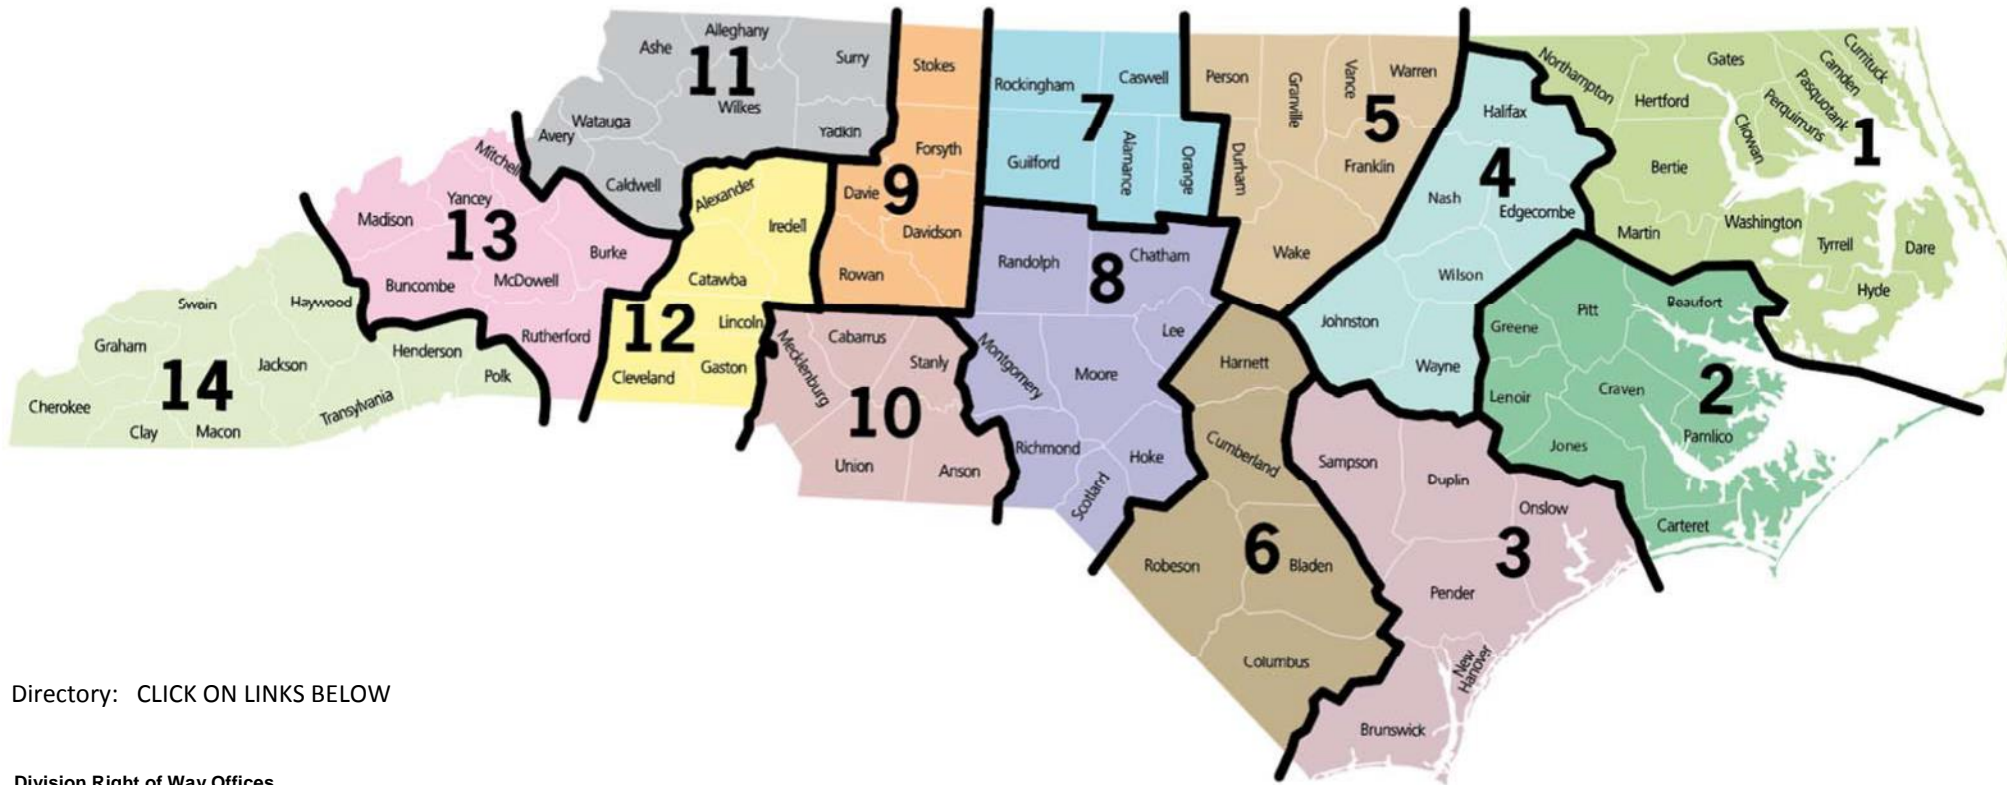 Alleghany
Ashe
Surry
11
Wilkes
Watauga
Avery
Yadkin
Caldwell
Stokes
Forsyth
Davie
9
Davidson
Rowan
Rockingham
Caswell
7
Guilford
Alamance
Orange
Person
Granville
Vance
Warren
5
Franklin
Durham
Wake
Halifax
4
Nash
Edgecombe
Wilson
Johnston
Wayne
Northampton
Gates
Currituck
Camden
Pasquotank
Perquimuns
Hertford
Chowan
1
Bertie
Martin
Washington
Tyrrell
Dare
Hyde
Mitchell
Yancey
Madison
13
Burke
McDowell
Buncombe
Rutherford
Alexander
Iredell
Catawba
12
Lincoln
Gaston
Cleveland
Swain
Haywood
Graham
Jackson
14
Henderson
Polk
Cherokee
Transylvania
Clay
Macon
Mecklenburg
Cabarrus
Stanly
10
Union
Anson
Randolph
8
Chatham
Lee
Montgomery
Moore
Richmond
Hoke
Scotland
Harnett
Cumberland
6
Robeson
Bladen
Columbus
Pitt
Beaufort
Greene
Lenoir
Craven
2
Pamlico
Jones
Carteret
Sampson
Duplin
Onslow
3
Pender
New
Hanover
Brunswick
Directory: CLICK ON LINKS BELOW
Division Right of Way Offices